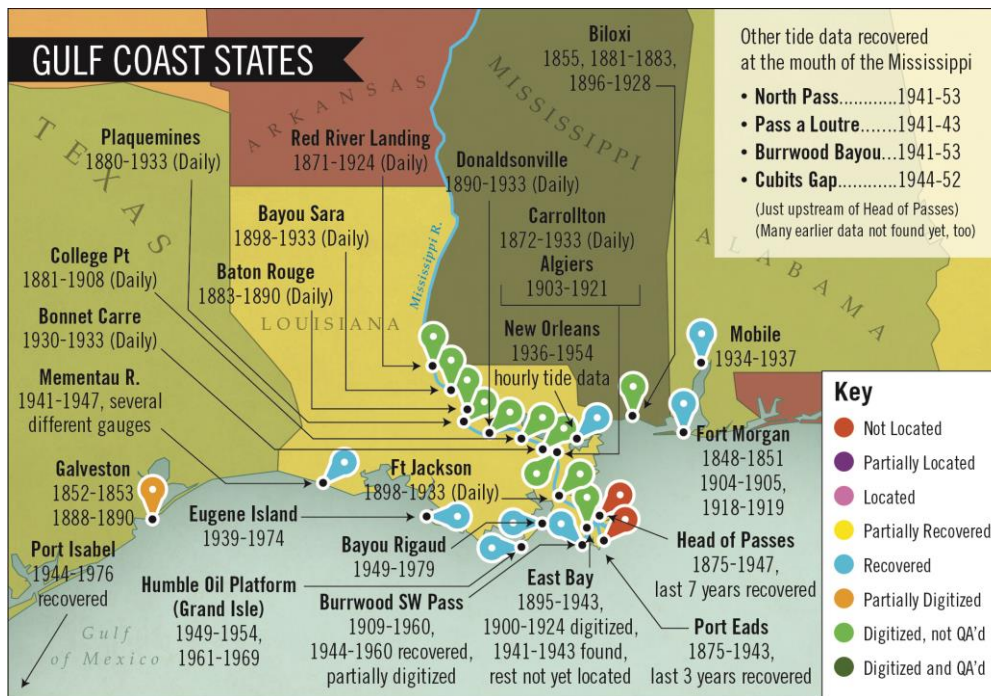 GULF COAST STATES
ARKANSAS
MISSISSIPPI
TEXAS
LOUISIANA
ALABAMA
Mississippi R.
Gulf
of Mexico
Biloxi
1855, 1881-1883,
1896-1928
Plaquemines
1880-1933 (Daily)
Red River Landing
1871-1924 (Daily)
Donaldsonville
1890-1933 (Daily)
Bayou Sara
1898-1933 (Daily)
Carrollton
1872-1933 (Daily)
College Pt
1881-1908 (Daily)
Baton Rouge
1883-1890 (Daily)
Algiers
1903-1921
Bonnet Carre
1930-1933 (Daily)
New Orleans
1936-1954
hourly tide data
Mobile
1934-1937
Mementau R.
1941-1947, several
different gauges
Galveston
1852-1853
1888-1890
Ft Jackson
1898-1933 (Daily)
Fort Morgan
1848-1851
1904-1905,
1918-1919
Eugene Island
1939-1974
Port Isabel
1944-1976
recovered
Bayou Rigaud
1949-1979
Head of Passes
1875-1947,
last 7 years recovered
Humble Oil Platform
(Grand Isle)
1949-1954,
1961-1969
Burrwood SW Pass
1909-1960,
1944-1960 recovered,
partially digitized
East Bay
1895-1943,
1900-1924 digitized,
1941-1943 found,
rest not yet located
Port Eads
1875-1943,
last 3 years recovered
Other tide data recovered
at the mouth of the Mississippi
• North Pass............1941-53
• Pass a Loutre.......1941-43
• Burrwood Bayou...1941-53
• Cubits Gap...........1944-52
(Just upstream of Head of Passes)
(Many earlier data not found yet, too)
Key
Not Located
Partially Located
Located
Partially Recovered
Recovered
Partially Digitized
Digitized, not QA'd
Digitized and QA'd